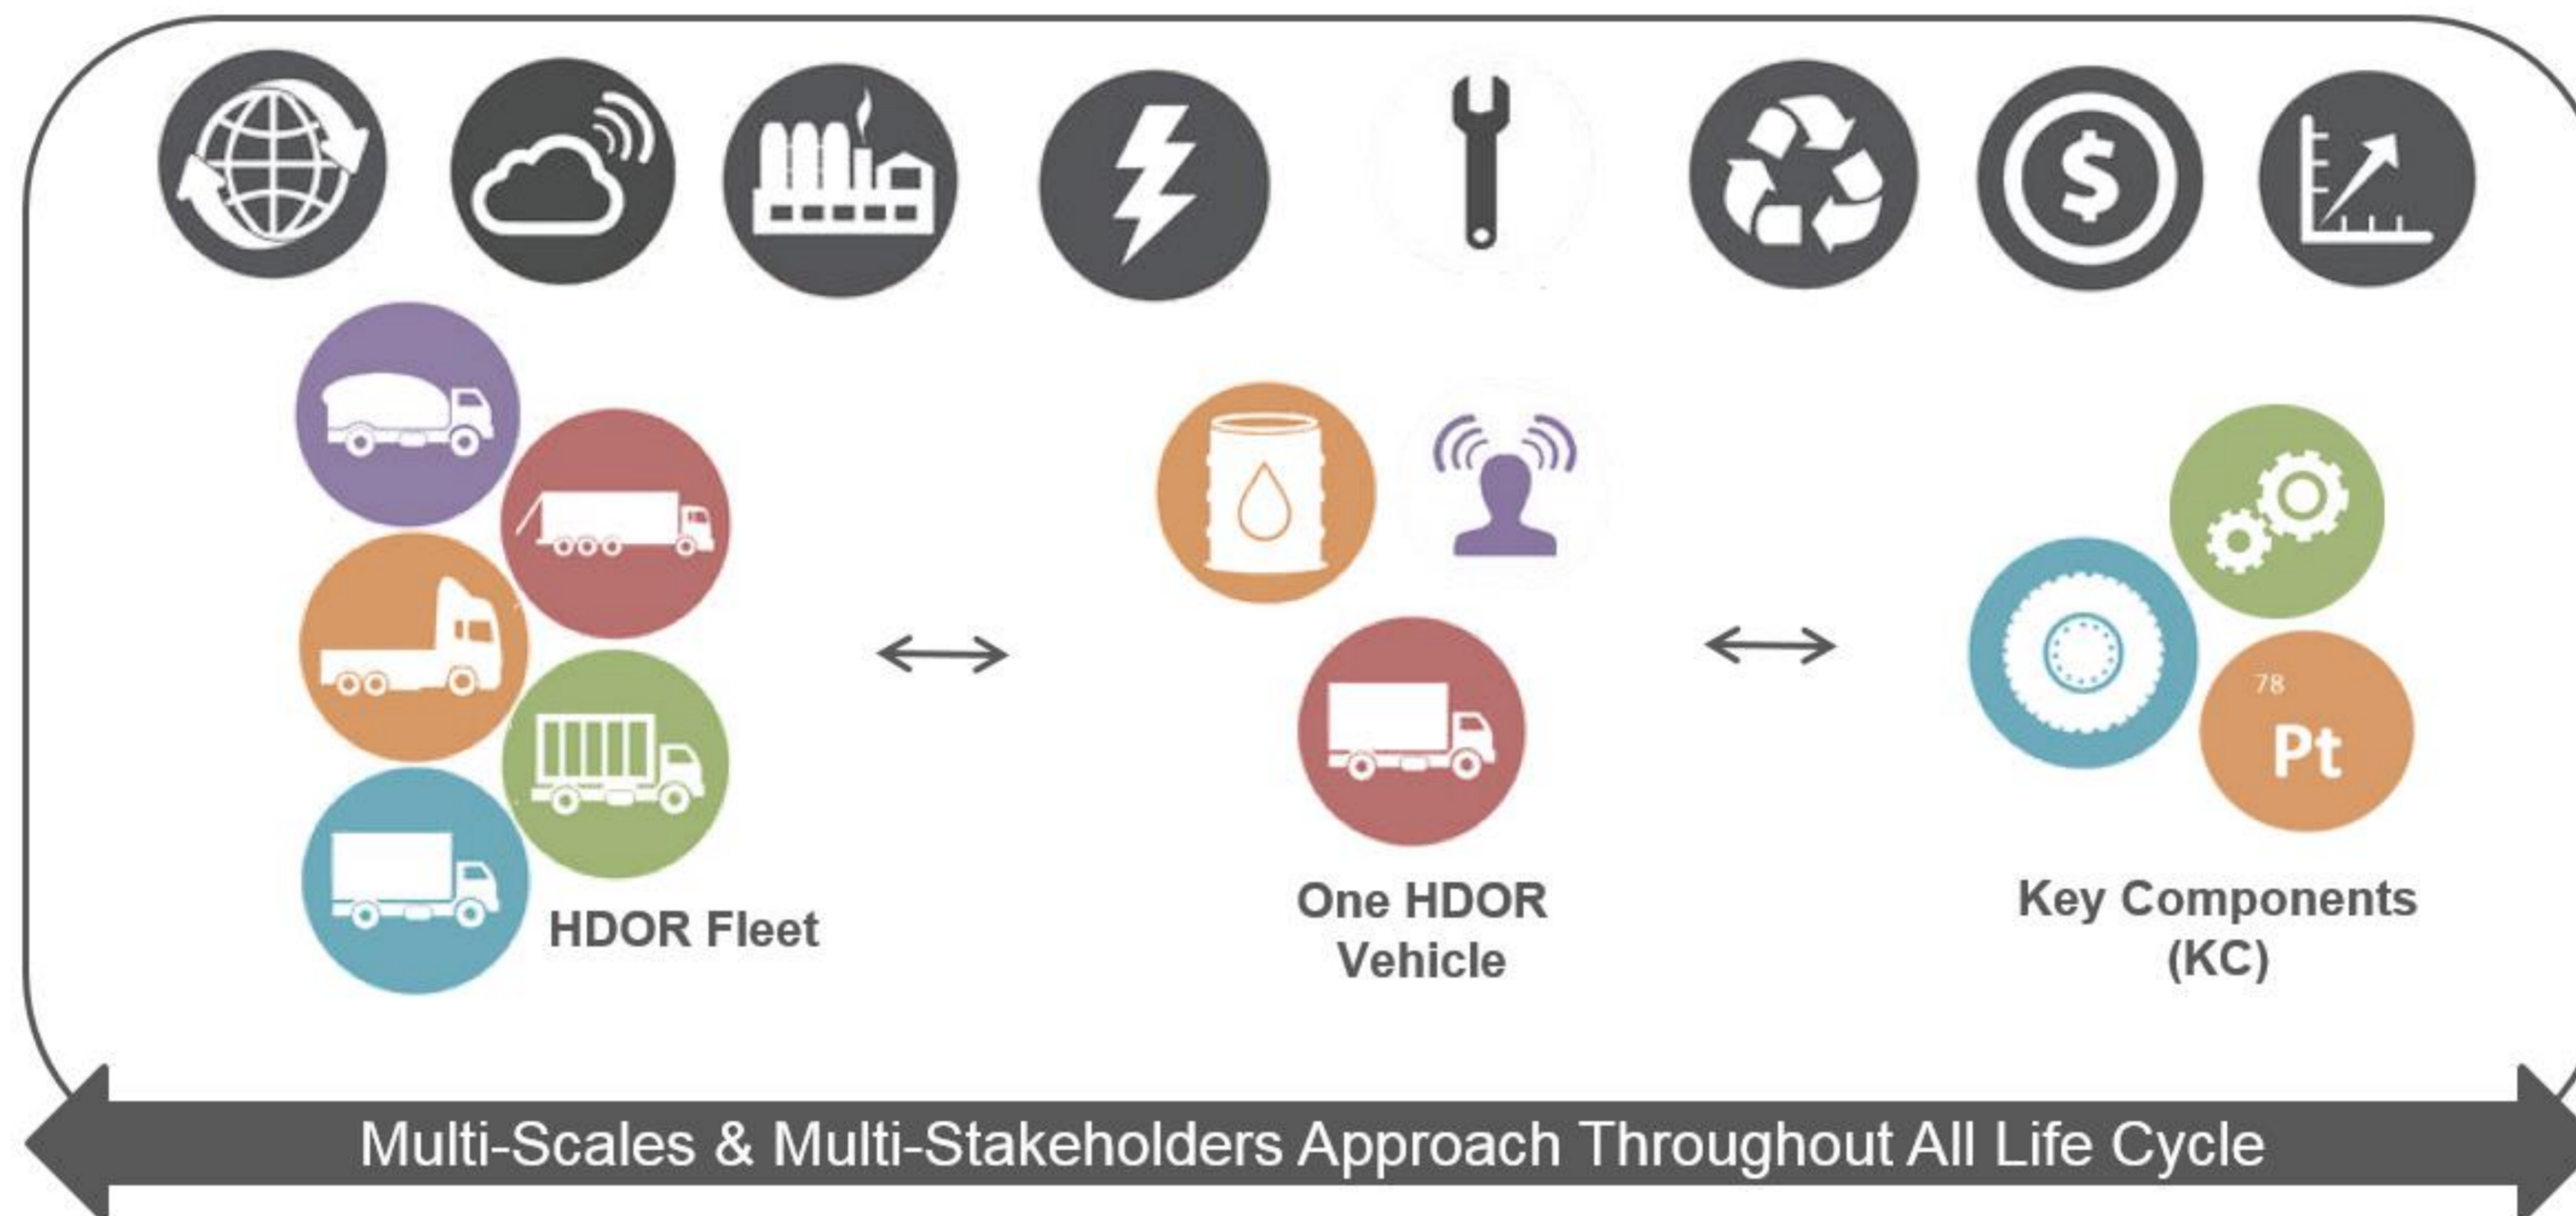 $
78
Pt
HDOR Fleet
One HDOR
Vehicle
Key Components
(KC)
Multi-Scales & Multi-Stakeholders Approach Throughout All Life Cycle